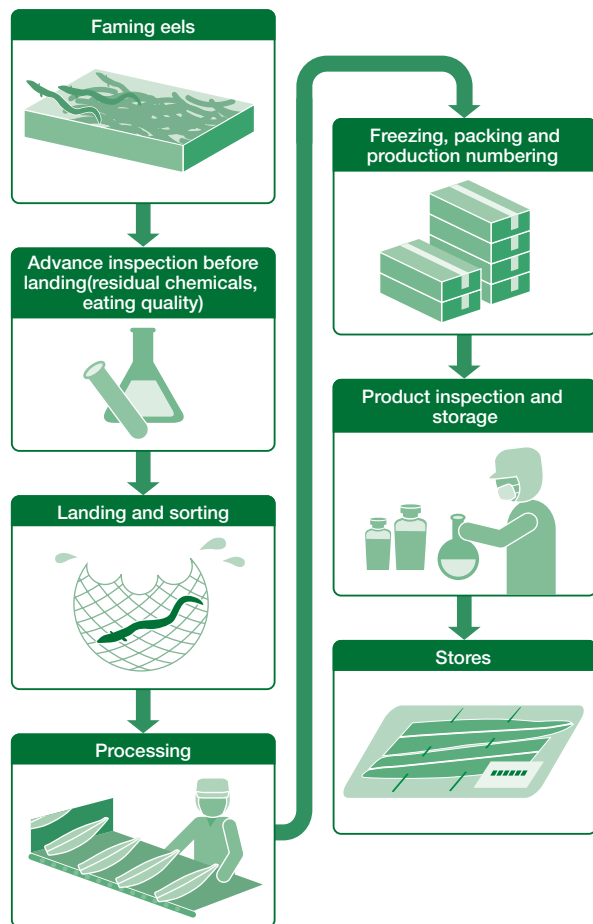 Faming eels
Advance inspection before
landing(residual chemicals,
eating quality)
Landing and sorting
Processing
Freezing, packing and
production numbering
Product inspection and
storage
Stores